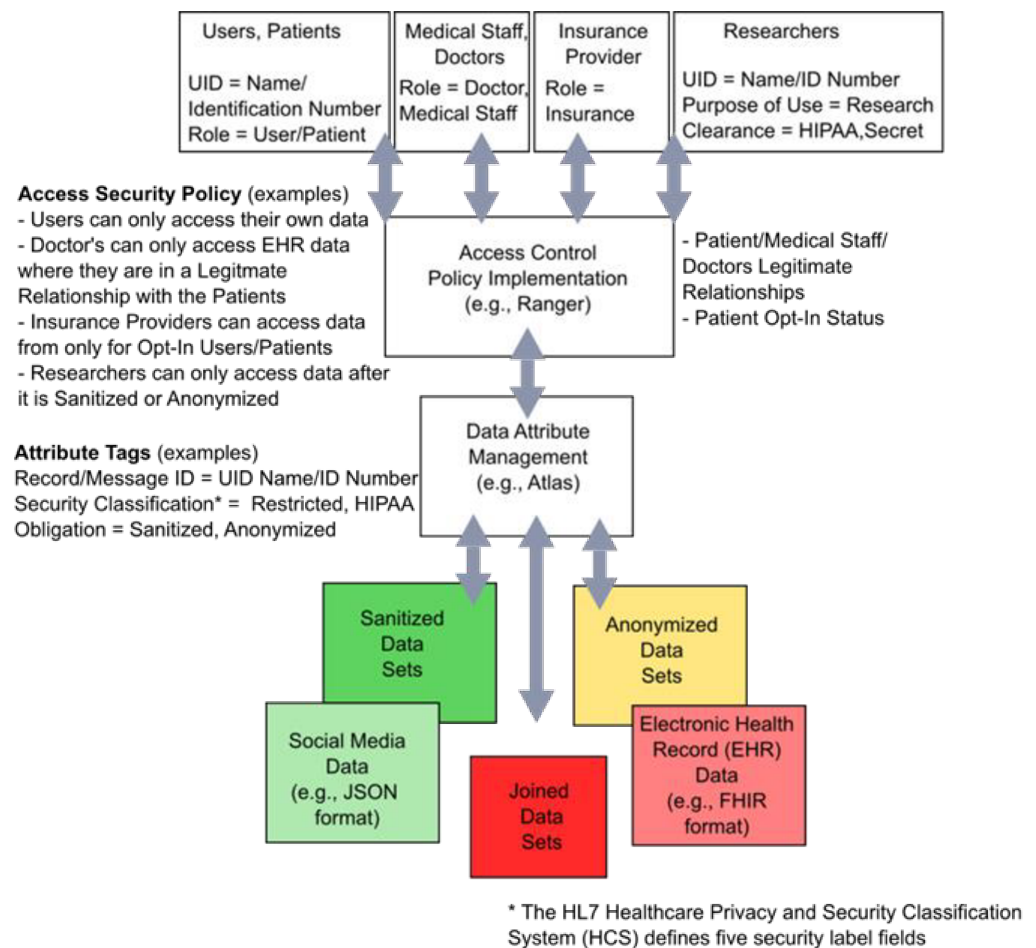 Users, Patients
UID = Name/
Identification Number
Role = User/Patient
Medical Staff,
Doctors
Role = Doctor,
Medical Staff
Insurance
Provider
Role =
Insurance
Researchers
UID = Name/ID Number
Purpose of Use = Research
Clearance = HIPAA,Secret
Access Security Policy (examples)
- Users can only access their own data
- Doctor's can only access EHR data
where they are in a Legitmate
Relationship with the Patients
- Insurance Providers can access data
from only for Opt-In Users/Patients
- Researchers can only access data after
it is Sanitized or Anonymized
Access Control
Policy Implementation
(e.g., Ranger)
- Patient/Medical Staff/
Doctors Legitimate
Relationships
- Patient Opt-In Status
Attribute Tags (examples)
Record/Message ID = UID Name/ID Number
Security Classification* =  Restricted, HIPAA
Obligation = Sanitized, Anonymized
Data Attribute
Management
(e.g., Atlas)
Sanitized
Data
Sets
Anonymized
Data
Sets
Social Media
Data
(e.g., JSON
format)
Joined
Data
Sets
Electronic Health
Record (EHR)
Data
(e.g., FHIR
format)
* The HL7 Healthcare Privacy and Security Classification
System (HCS) defines five security label fields